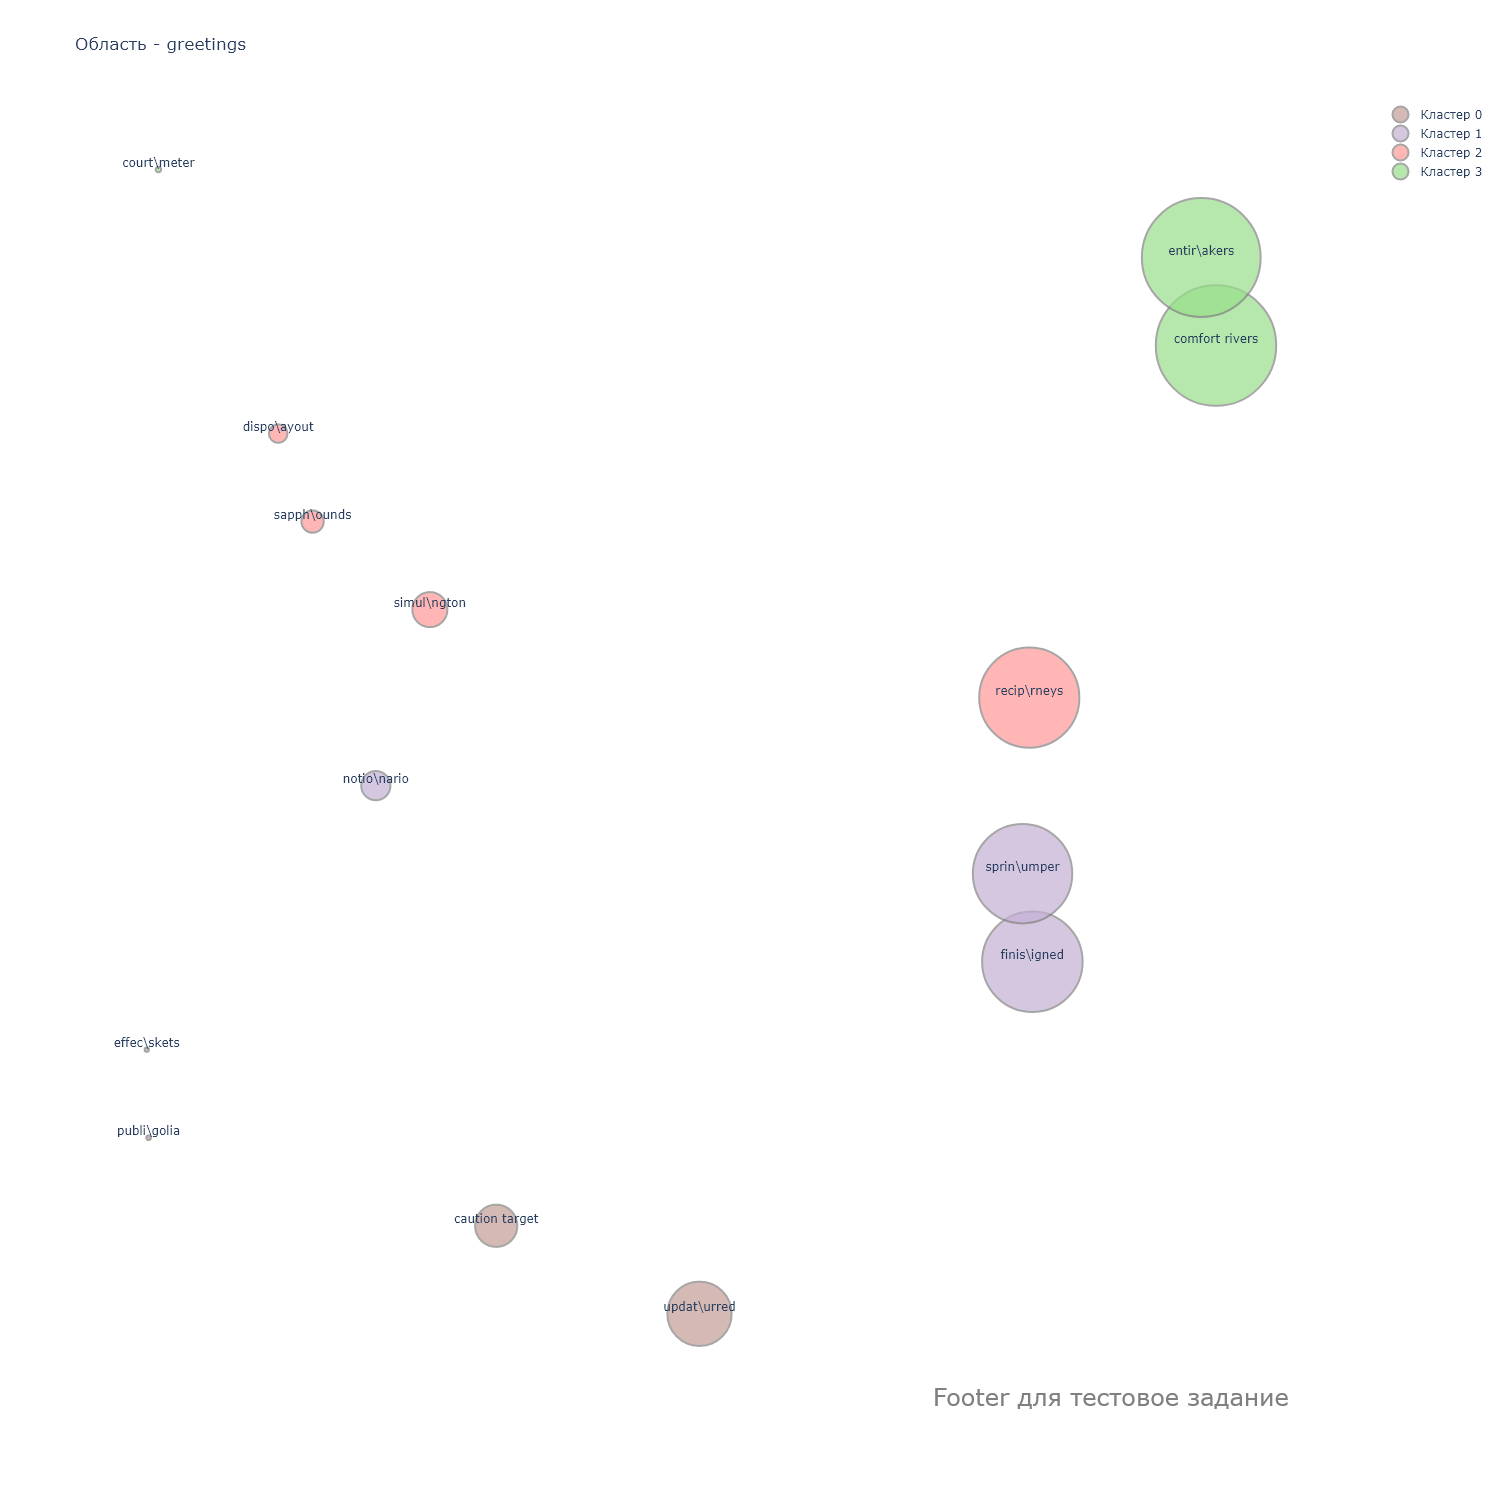 Область - greetings
Кластер 0
Кластер 1
Кластер 2
Кластер 3
court\meter
entir\akers
comfort rivers
dispo\ayout
sapph\ounds
simul\ngton
recip\rneys
notio\nario
sprin\umper
finis\igned
effec\skets
publi\golia
caution target
updat\urred
Footer для тестовое задание